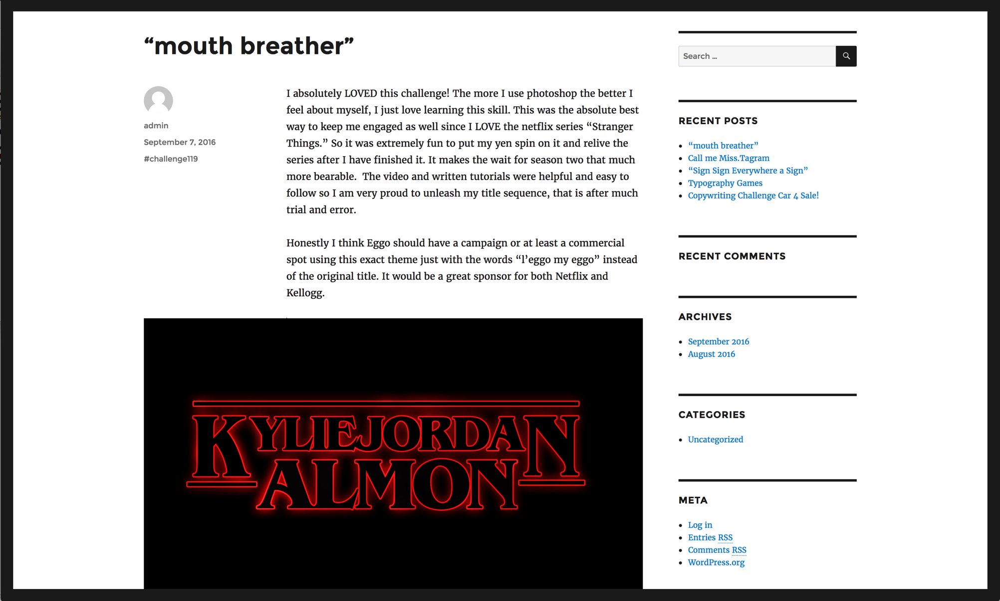 “mouth breather”
admin
September 7, 2016
#challenge119
I absolutely LOVED this challenge! The more I use photoshop the better I
feel about myself, I just love learning this skill. This was the absolute best
way to keep me engaged as well since I LOVE the netflix series “Stranger
Things.” So it was extremely fun to put my yen spin on it and relive the
series after I have finished it. It makes the wait for season two that much
more bearable.  The video and written tutorials were helpful and easy to
follow so I am very proud to unleash my title sequence, that is after much
trial and error.
Honestly I think Eggo should have a campaign or at least a commercial
spot using this exact theme just with the words “l’eggo my eggo” instead
of the original title. It would be a great sponsor for both Netflix and
Kellogg.
KYLIEJORDAN
ALMON
Search …
RECENT POSTS
“mouth breather”
Call me Miss.Tagram
“Sign Sign Everywhere a Sign”
Typography Games
Copywriting Challenge Car 4 Sale!
RECENT COMMENTS
ARCHIVES
September 2016
August 2016
CATEGORIES
Uncategorized
META
Log in
Entries RSS
Comments RSS
WordPress.org